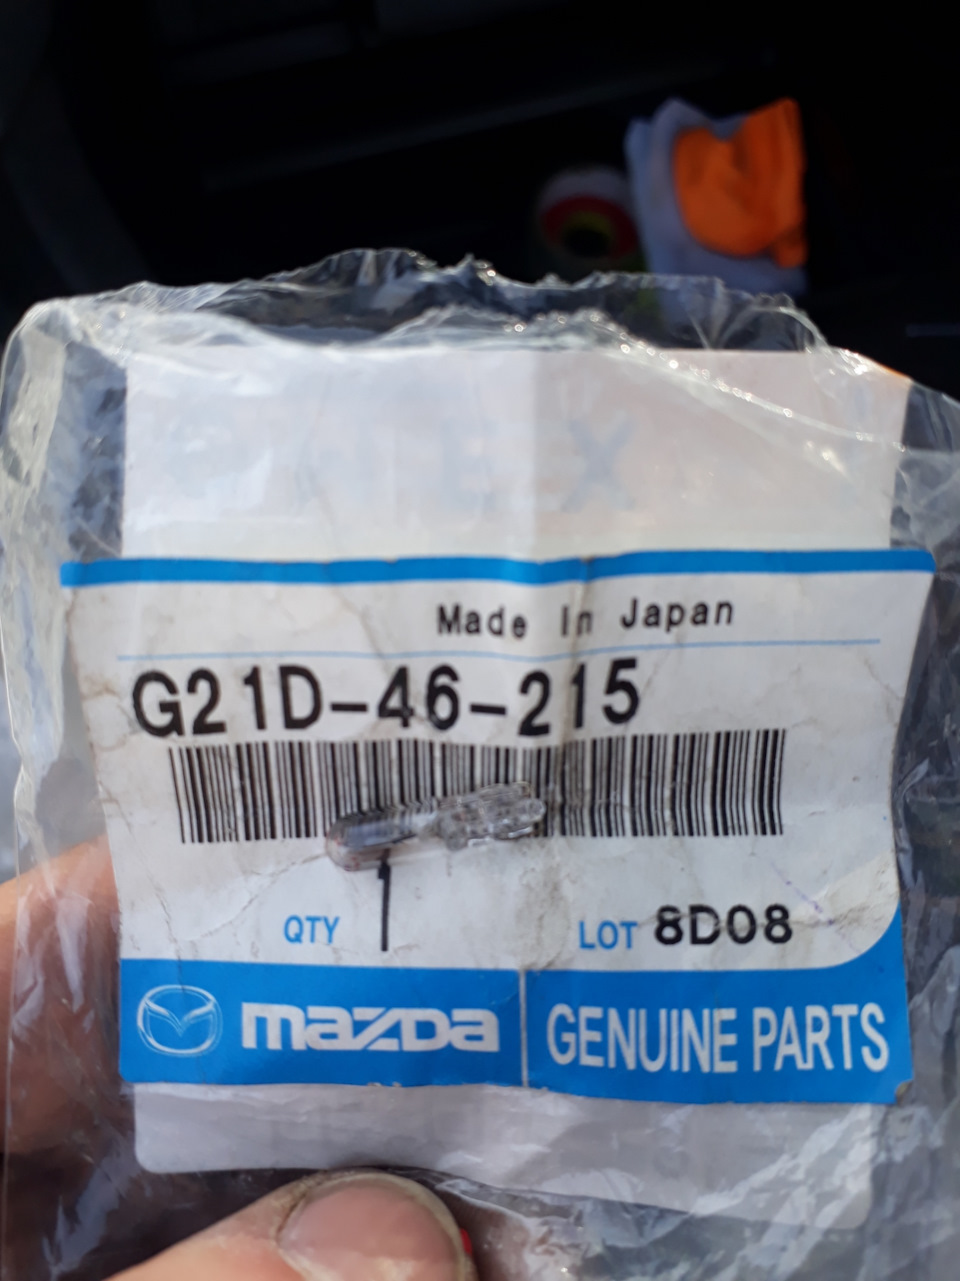 Made In Japan
G21D-46-215
QTY 1 LOT 8D08
mazda GENUINE PARTS